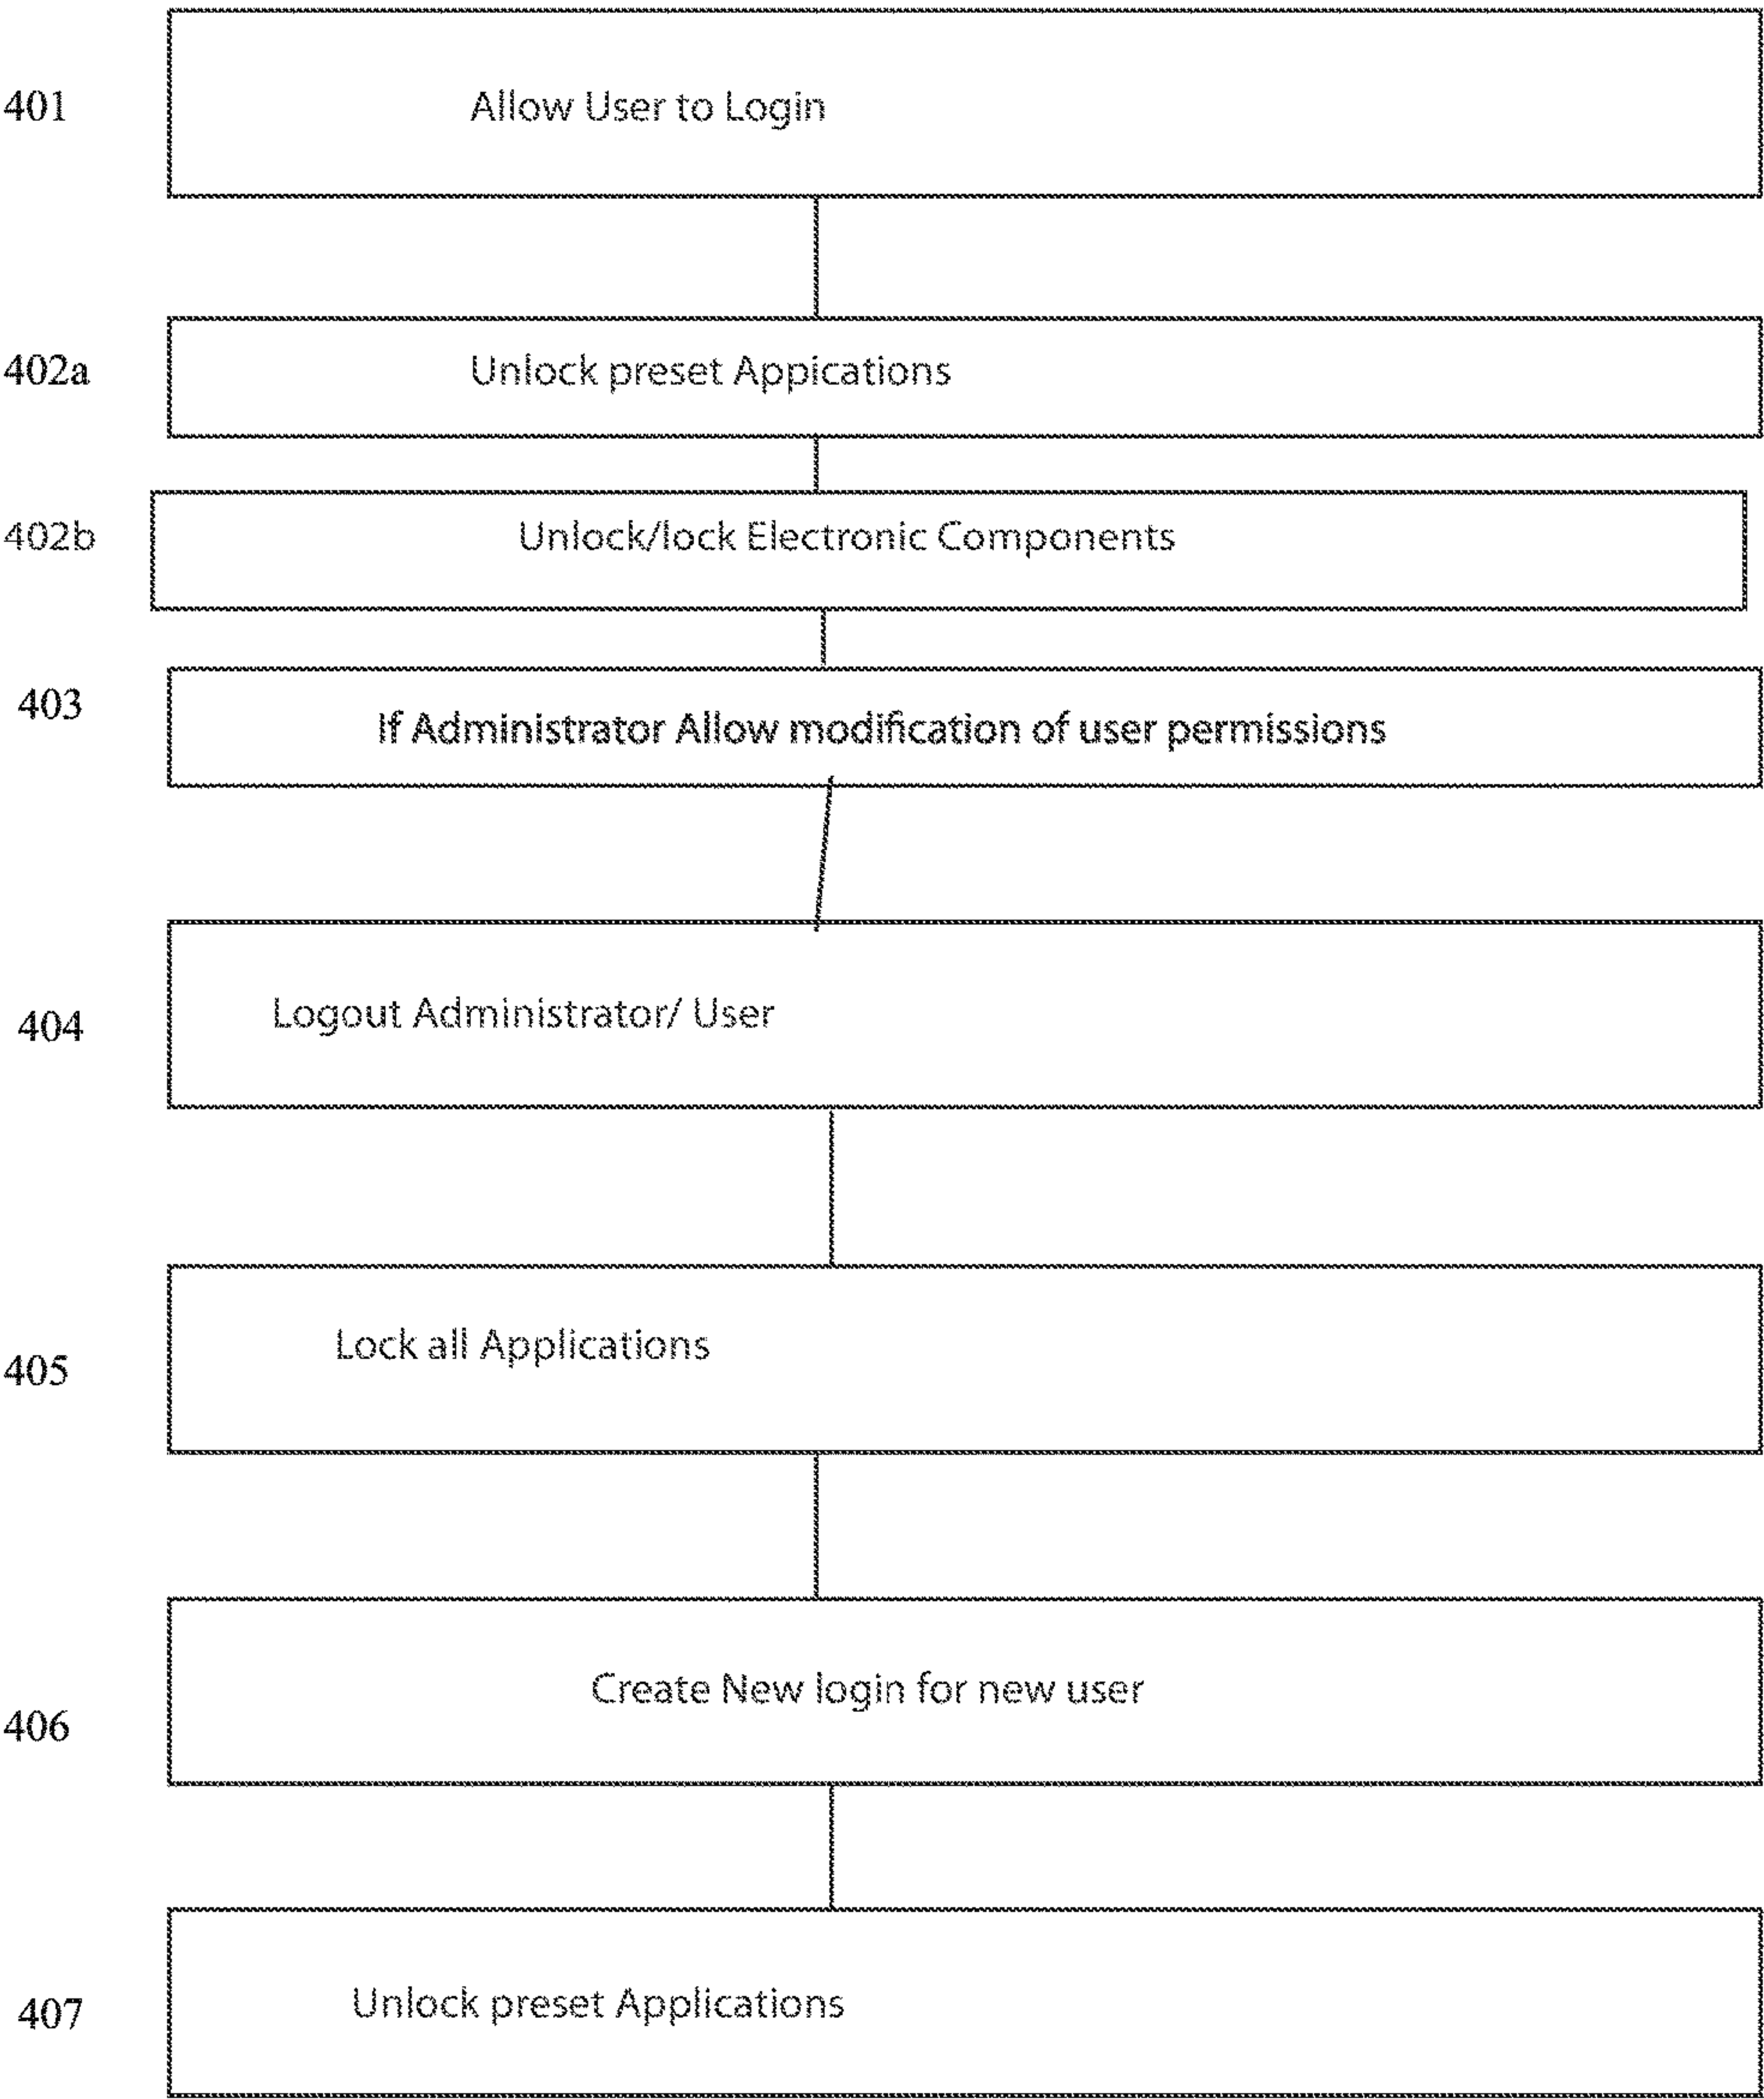 401 Allow User to Login
402a Unlock preset Appications
402b Unlock/lock Electronic Components
403 If Administrator Allow modification of user permissions
404 Logout Administrator/ User
405 Lock all Applications
406 Create New login for new user
407 Unlock preset Applications